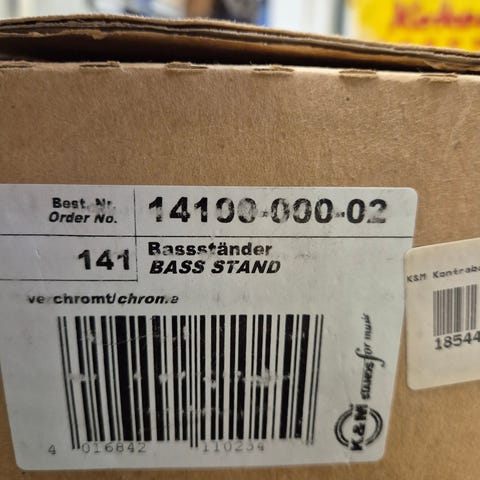 Best. Nr.
Order No.
14100-000-02
141
Bassständer
BASS STAND
verchromt/chrome
4 016842 110234
K&M STANDS for music
K&M
18544